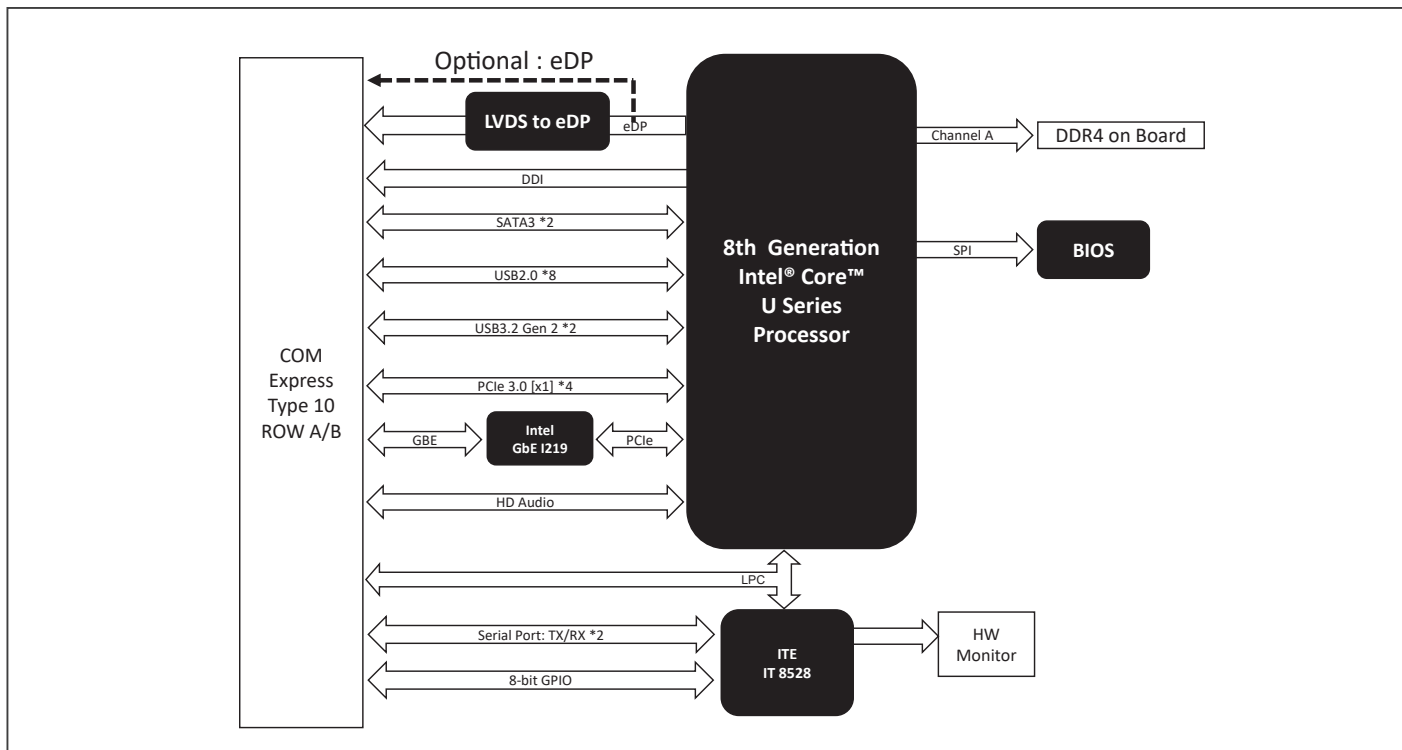 Optional : eDP
LVDS to eDP
eDP
Channel A
DDR4 on Board
DDI
SATA3 *2
8th Generation
Intel® Core™
U Series
Processor
SPI
BIOS
USB2.0 *8
USB3.2 Gen 2 *2
COM
Express
Type 10
ROW A/B
PCIe 3.0 [x1] *4
GBE
Intel
GbE I219
PCIe
HD Audio
LPC
Serial Port: TX/RX *2
ITE
IT 8528
HW
Monitor
8-bit GPIO